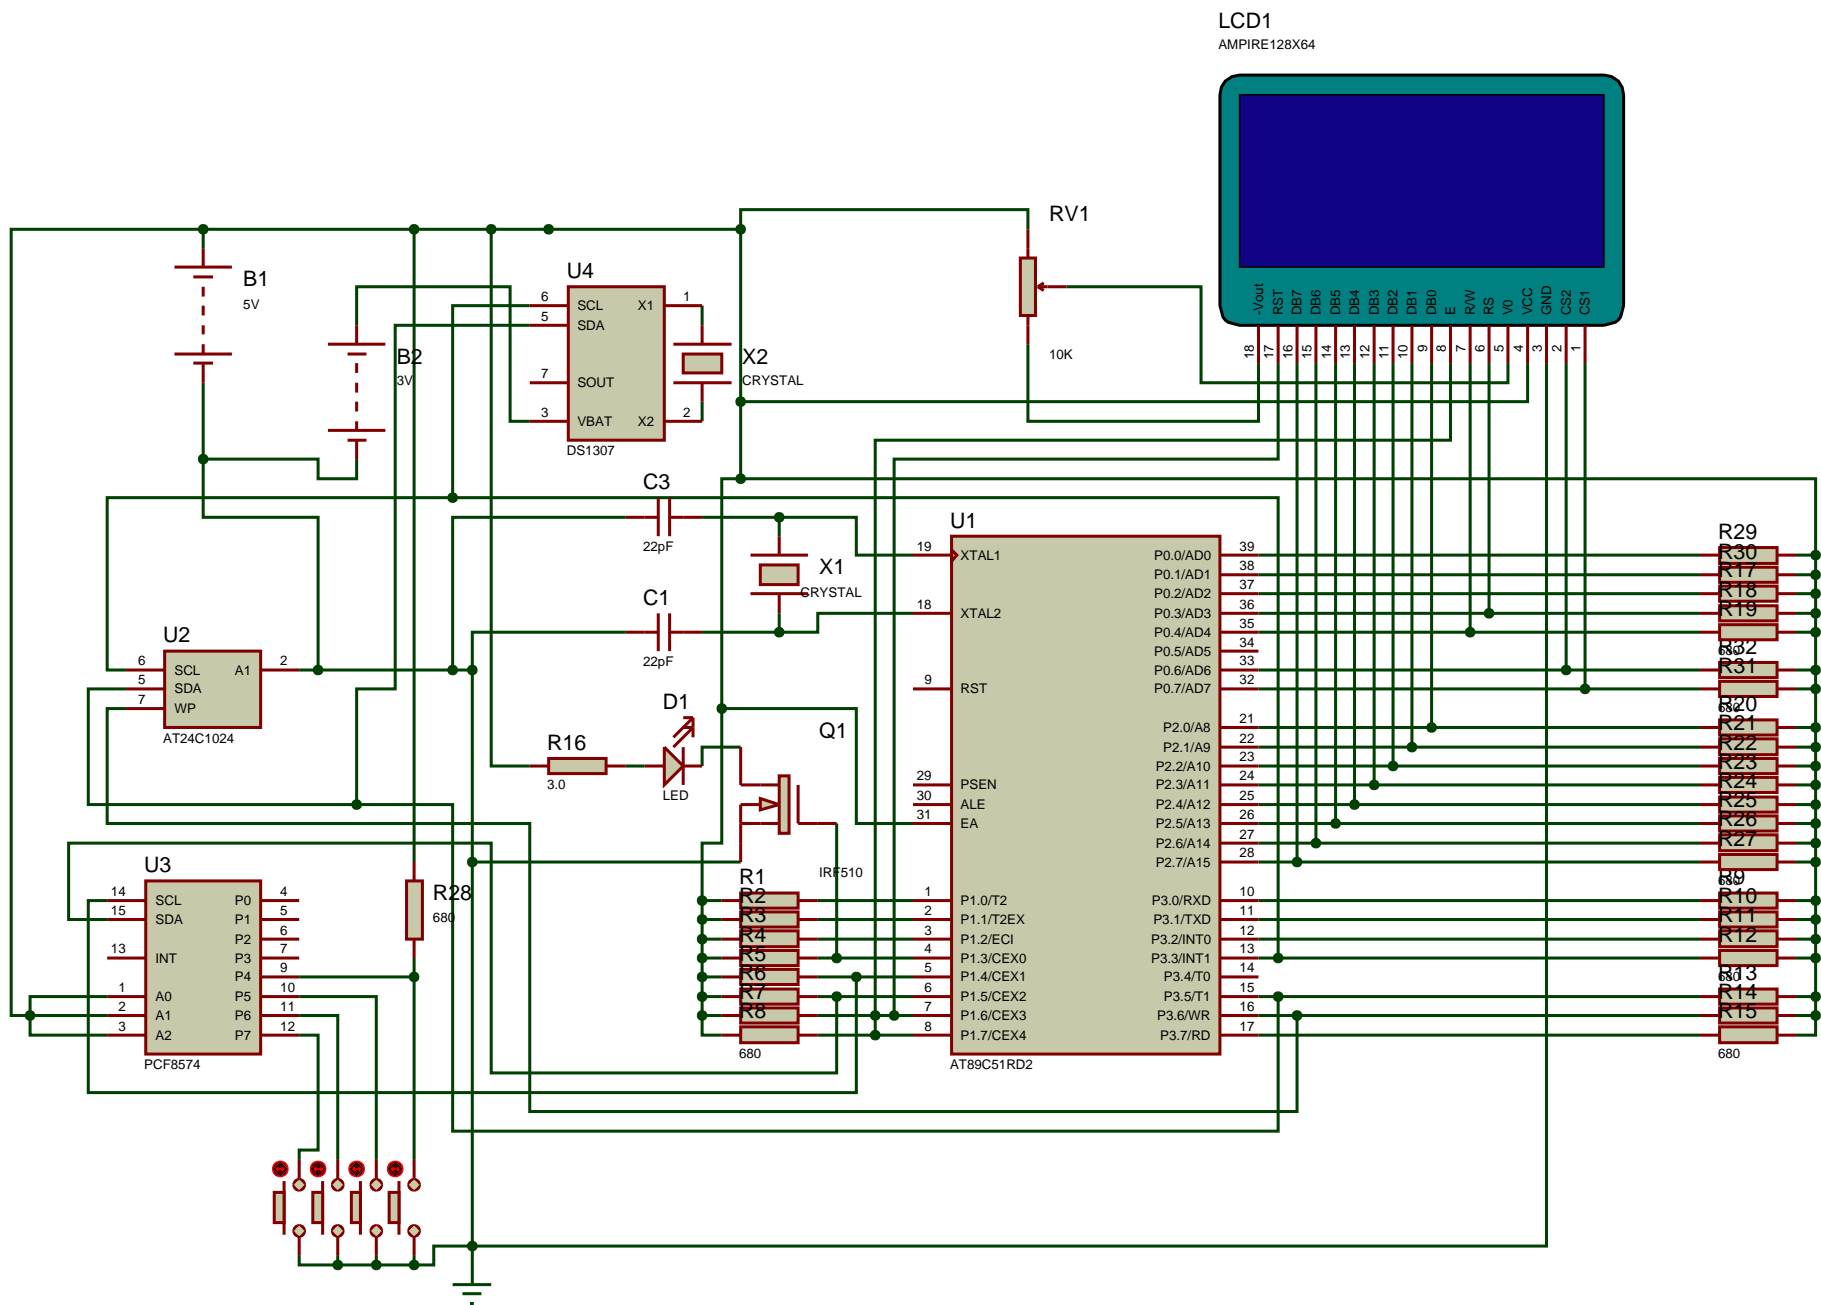 LCD1
AMPIRE128X64
-Vout
RST
DB7
DB6
DB5
DB4
DB3
DB2
DB1
DB0
E
R/W
RS
V0
VCC
GND
CS2
CS1
18
17
16
15
14
13
12
11
10
9
8
7
6
5
4
3
2
1
RV1
10K
B1
5V
B2
3V
U4
6
SCL
5
SDA
7
SOUT
3
VBAT
X1
1
X2
2
DS1307
X2
CRYSTAL
C3
22pF
X1
CRYSTAL
C1
22pF
U2
6
SCL
5
SDA
7
WP
A1
2
AT24C1024
D1
LED
R16
3.0
Q1
IRF510
U3
14
SCL
15
SDA
13
INT
1
A0
2
A1
3
A2
P0
4
P1
5
P2
6
P3
7
P4
9
P5
10
P6
11
P7
12
PCF8574
R28
680
R1
R2
R3
R4
R5
R6
R7
R8
680
U1
19
XTAL1
18
XTAL2
9
RST
29
PSEN
30
ALE
31
EA
1
P1.0/T2
2
P1.1/T2EX
3
P1.2/ECI
4
P1.3/CEX0
5
P1.4/CEX1
6
P1.5/CEX2
7
P1.6/CEX3
8
P1.7/CEX4
P0.0/AD0
39
P0.1/AD1
38
P0.2/AD2
37
P0.3/AD3
36
P0.4/AD4
35
P0.5/AD5
34
P0.6/AD6
33
P0.7/AD7
32
P2.0/A8
21
P2.1/A9
22
P2.2/A10
23
P2.3/A11
24
P2.4/A12
25
P2.5/A13
26
P2.6/A14
27
P2.7/A15
28
P3.0/RXD
10
P3.1/TXD
11
P3.2/INT0
12
P3.3/INT1
13
P3.4/T0
14
P3.5/T1
15
P3.6/WR
16
P3.7/RD
17
AT89C51RD2
R29
R30
R17
R18
R19
680
R32
R31
680
R20
R21
R22
R23
R24
R25
R26
R27
680
R9
R10
R11
R12
680
R13
R14
R15
680